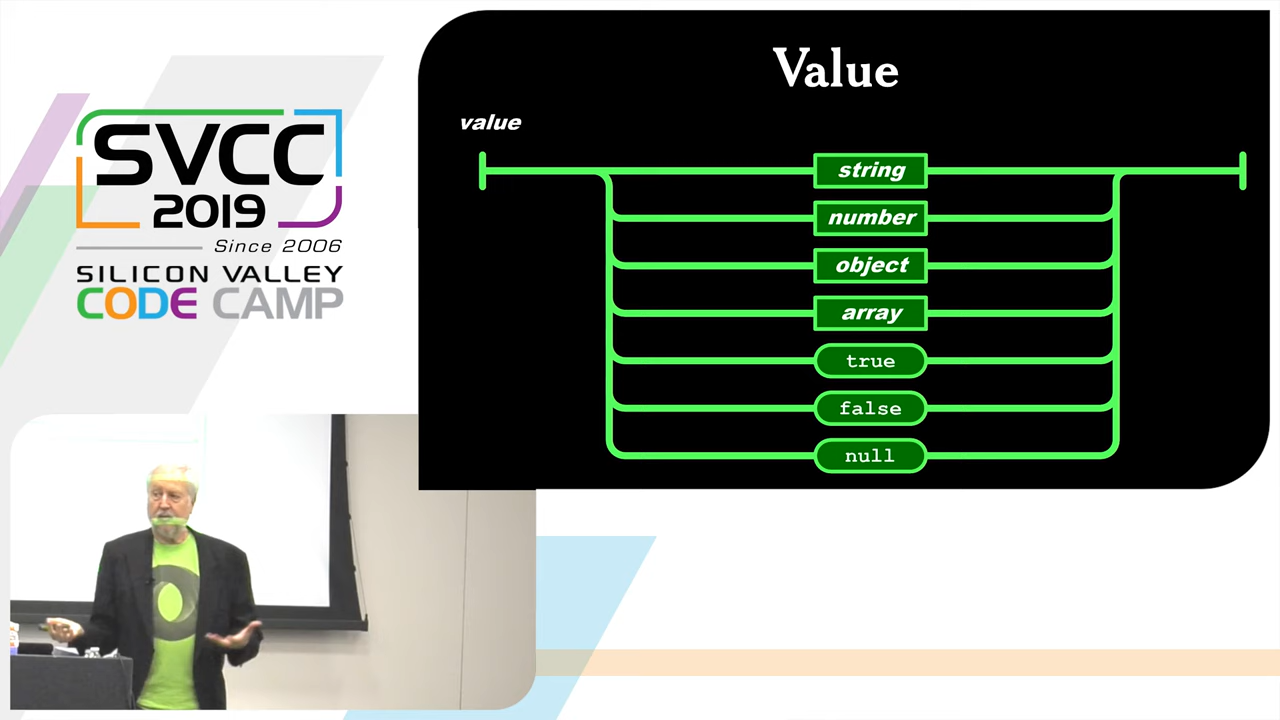 SVCC
2019
Since 2006
SILICON VALLEY
CODE CAMP
Value
value
string
number
object
array
true
false
null